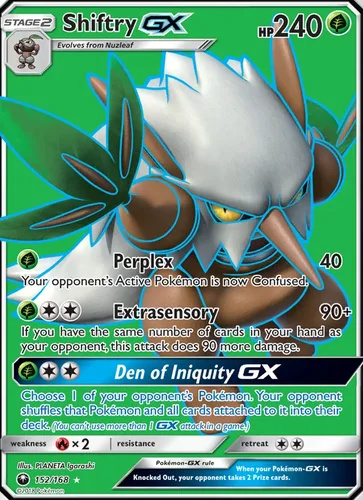 STAGE 2 Shiftry GX HP 240
Evolves from Nuzleaf
Perplex 40
Your opponent's Active Pokémon is now Confused.
Extrasensory 90+
If you have the same number of cards in your hand as
your opponent, this attack does 90 more damage.
Den of Iniquity GX
Choose 1 of your opponent's Pokémon. Your opponent
shuffles that Pokémon and all cards attached to it into their
deck. (You can't use more than 1 GX attack in a game.)
weakness ×2 resistance retreat
Illus. PLANETA Igarashi
152/168
©2018 Pokémon
Pokémon-GX rule
When your Pokémon-GX is
Knocked Out, your opponent takes 2 Prize cards.